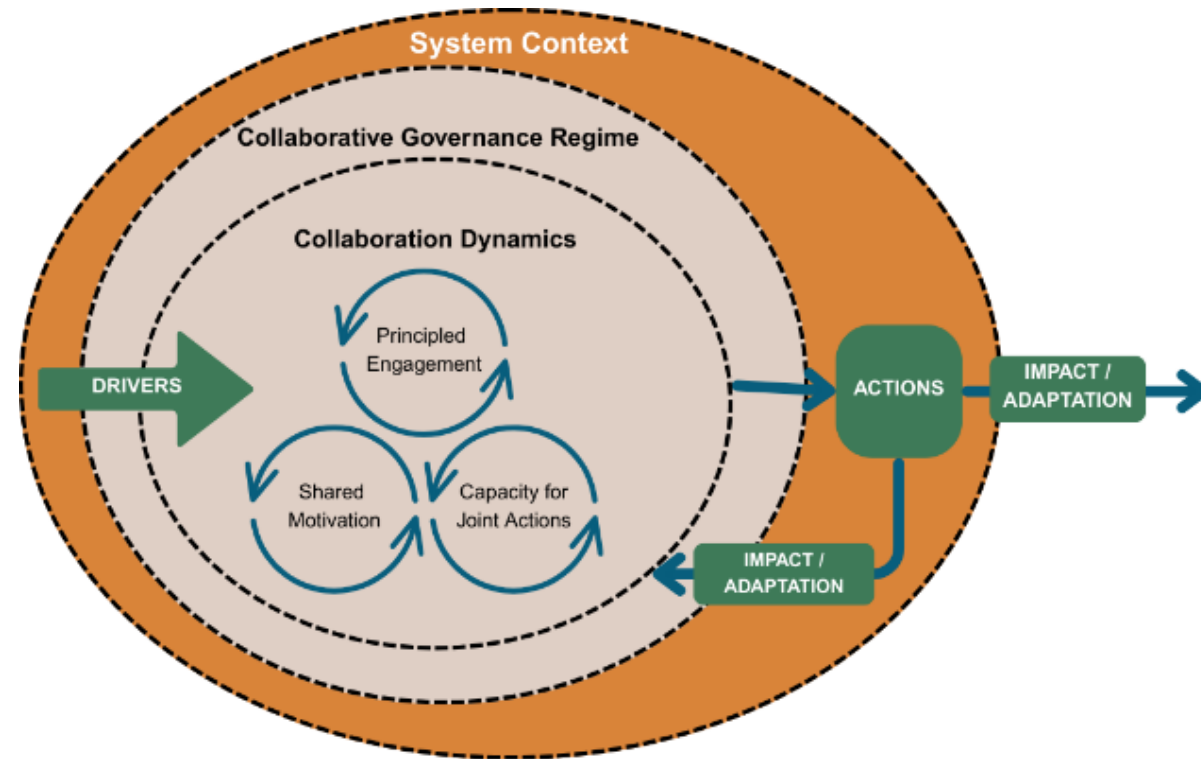 System Context
Collaborative Governance Regime
Collaboration Dynamics
Principled
Engagement
DRIVERS
Shared
Motivation
Capacity for
Joint Actions
ACTIONS
IMPACT /
ADAPTATION
IMPACT /
ADAPTATION